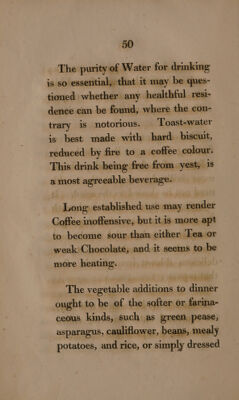 50
The purity of Water for drinking
is so essential, that it may be ques-
tioned whether any healthful resi-
dence can be found, where the con-
trary is notorious. Toast-water
is best made with hard biscuit,
reduced by fire to a coffee colour.
This drink being free from yest, is
a most agreeable beverage.
Long established use may render
Coffee inoffensive, but it is more apt
to become sour than either Tea or
weak Chocolate, and it seems to be
more heating.
The vegetable additions to dinner
ought to be of the softer or farina-
ceous kinds, such as green pease,
asparagus, cauliflower, beans, mealy
potatoes, and rice, or simply dressed